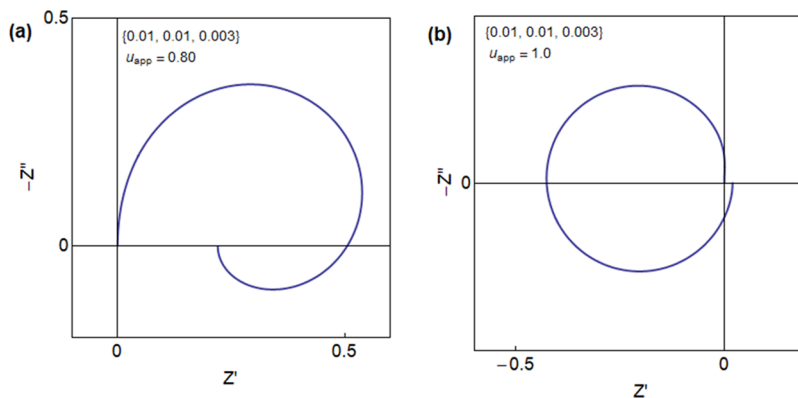 (a)
0.5
{0.01, 0.01, 0.003}
u_app = 0.80
−Z''
0
0
0.5
Z'
(b)
{0.01, 0.01, 0.003}
u_app = 1.0
−Z''
0
−0.5
0
Z'